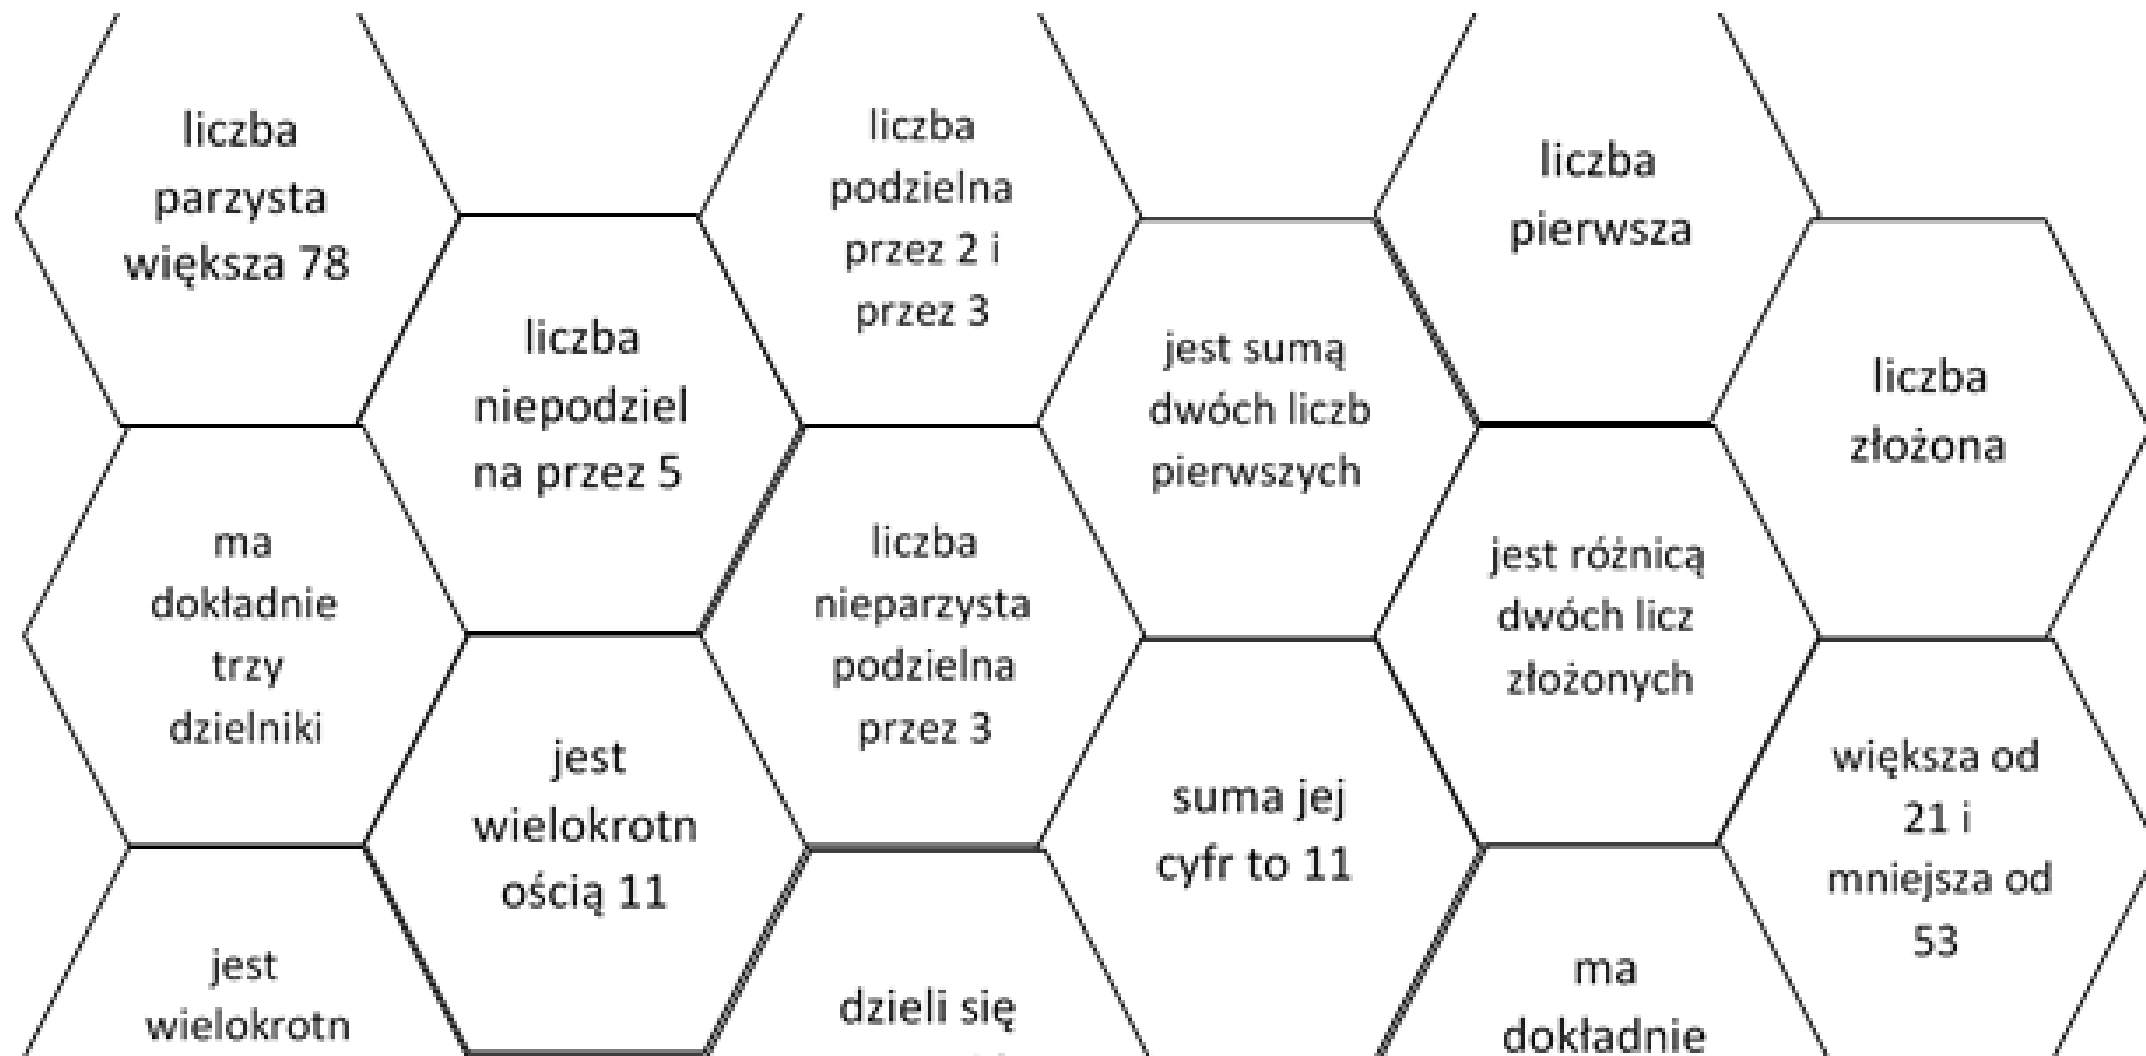 liczba
parzysta
większa 78
liczba
niepodziel
na przez 5
liczba
podzielna
przez 2 i
przez 3
jest sumą
dwóch liczb
pierwszych
liczba
pierwsza
liczba
złożona
ma
dokładnie
trzy
dzielniki
jest
wielokrotn
ością 11
liczba
nieparzysta
podzielna
przez 3
suma jej
cyfr to 11
jest różnicą
dwóch licz
złożonych
większa od
21 i
mniejsza od
53
jest
wielokrotn
dzieli się
ma
dokładnie